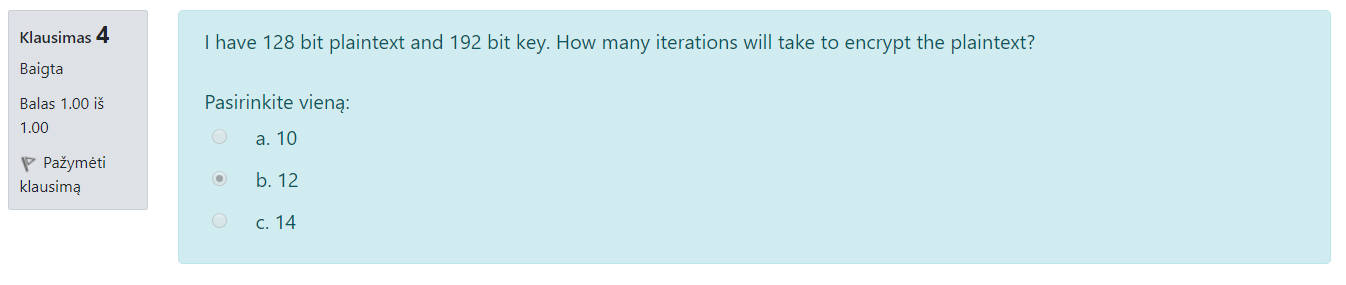 Klausimas 4
Baigta
Balas 1.00 iš
1.00
Pažymėti
klausimą
I have 128 bit plaintext and 192 bit key. How many iterations will take to encrypt the plaintext?
Pasirinkite vieną:
a. 10
b. 12
c. 14